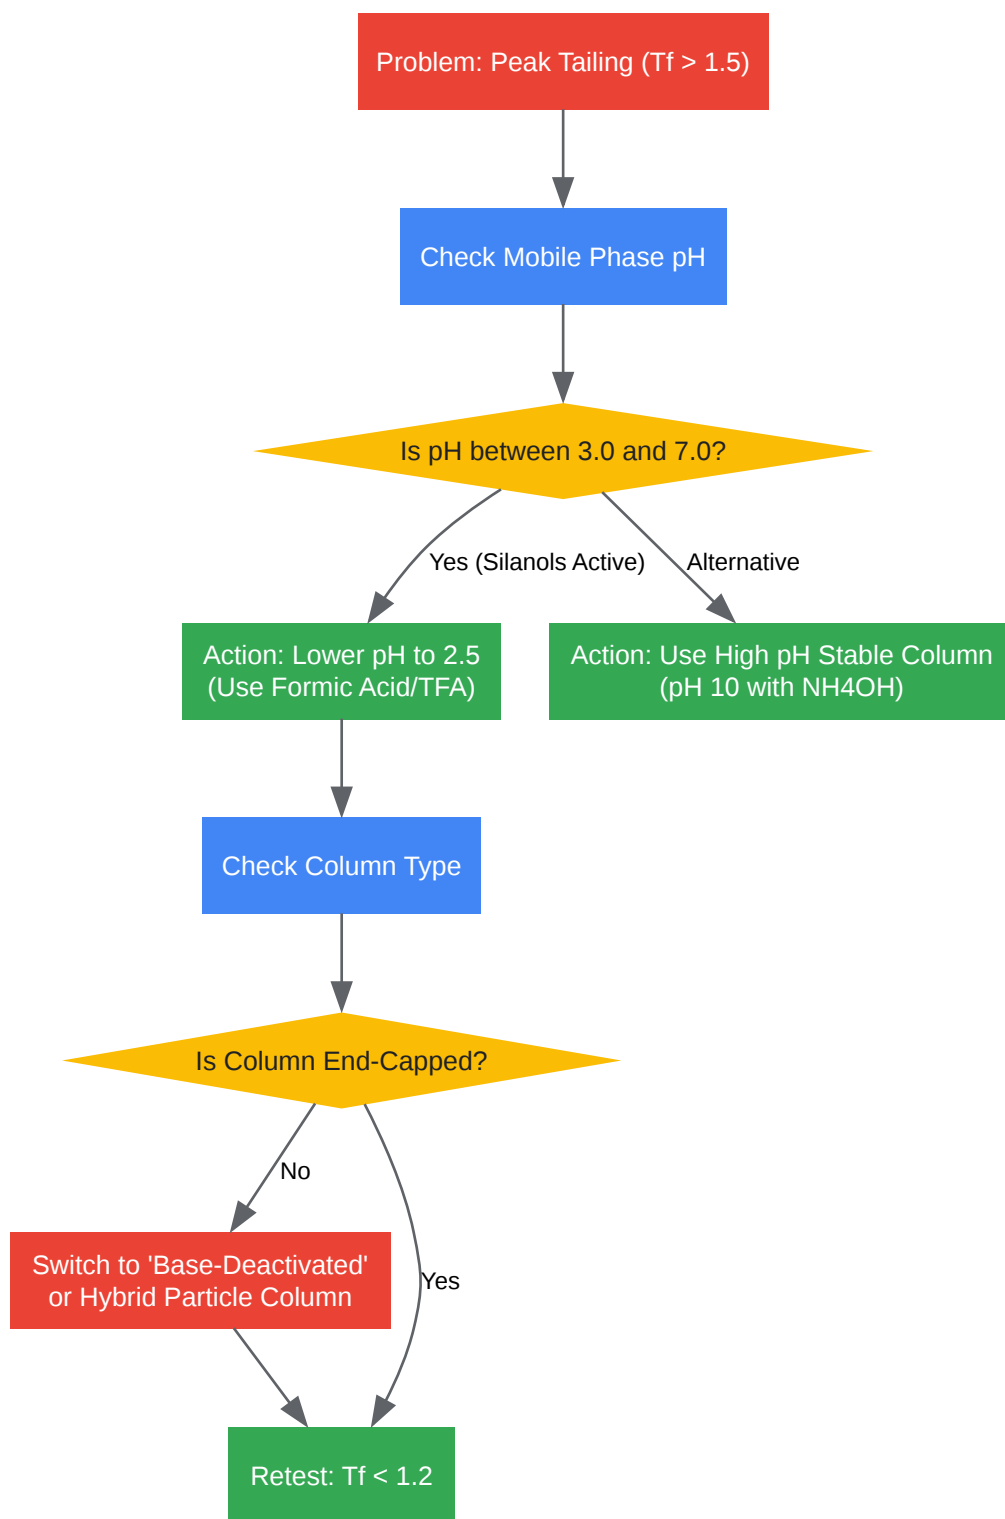 Problem: Peak Tailing (Tf > 1.5)
Check Mobile Phase pH
Is pH between 3.0 and 7.0?
Yes (Silanols Active)
Alternative
Action: Lower pH to 2.5
(Use Formic Acid/TFA)
Action: Use High pH Stable Column
(pH 10 with NH4OH)
Check Column Type
Is Column End-Capped?
No
Yes
Switch to 'Base-Deactivated'
or Hybrid Particle Column
Retest: Tf < 1.2